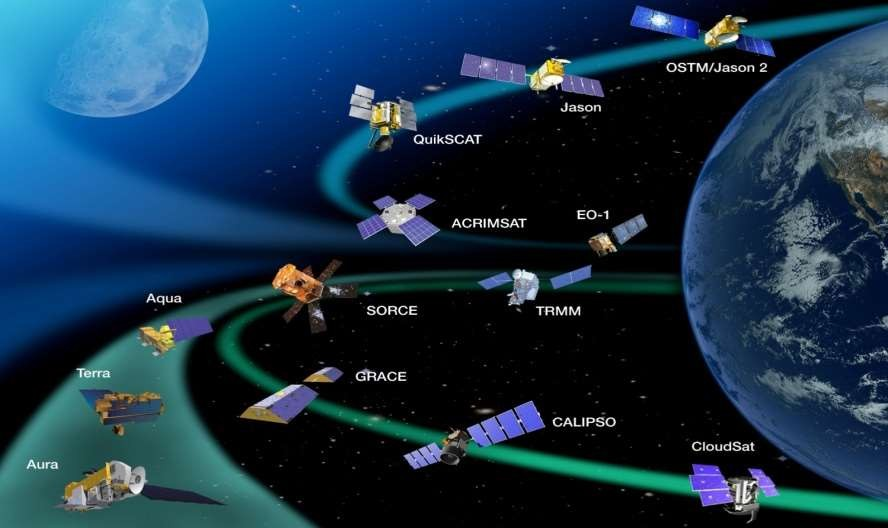 OSTM/Jason 2
Jason
QuikSCAT
ACRIMSAT
EO-1
SORCE
TRMM
Aqua
Terra
GRACE
CALIPSO
CloudSat
Aura